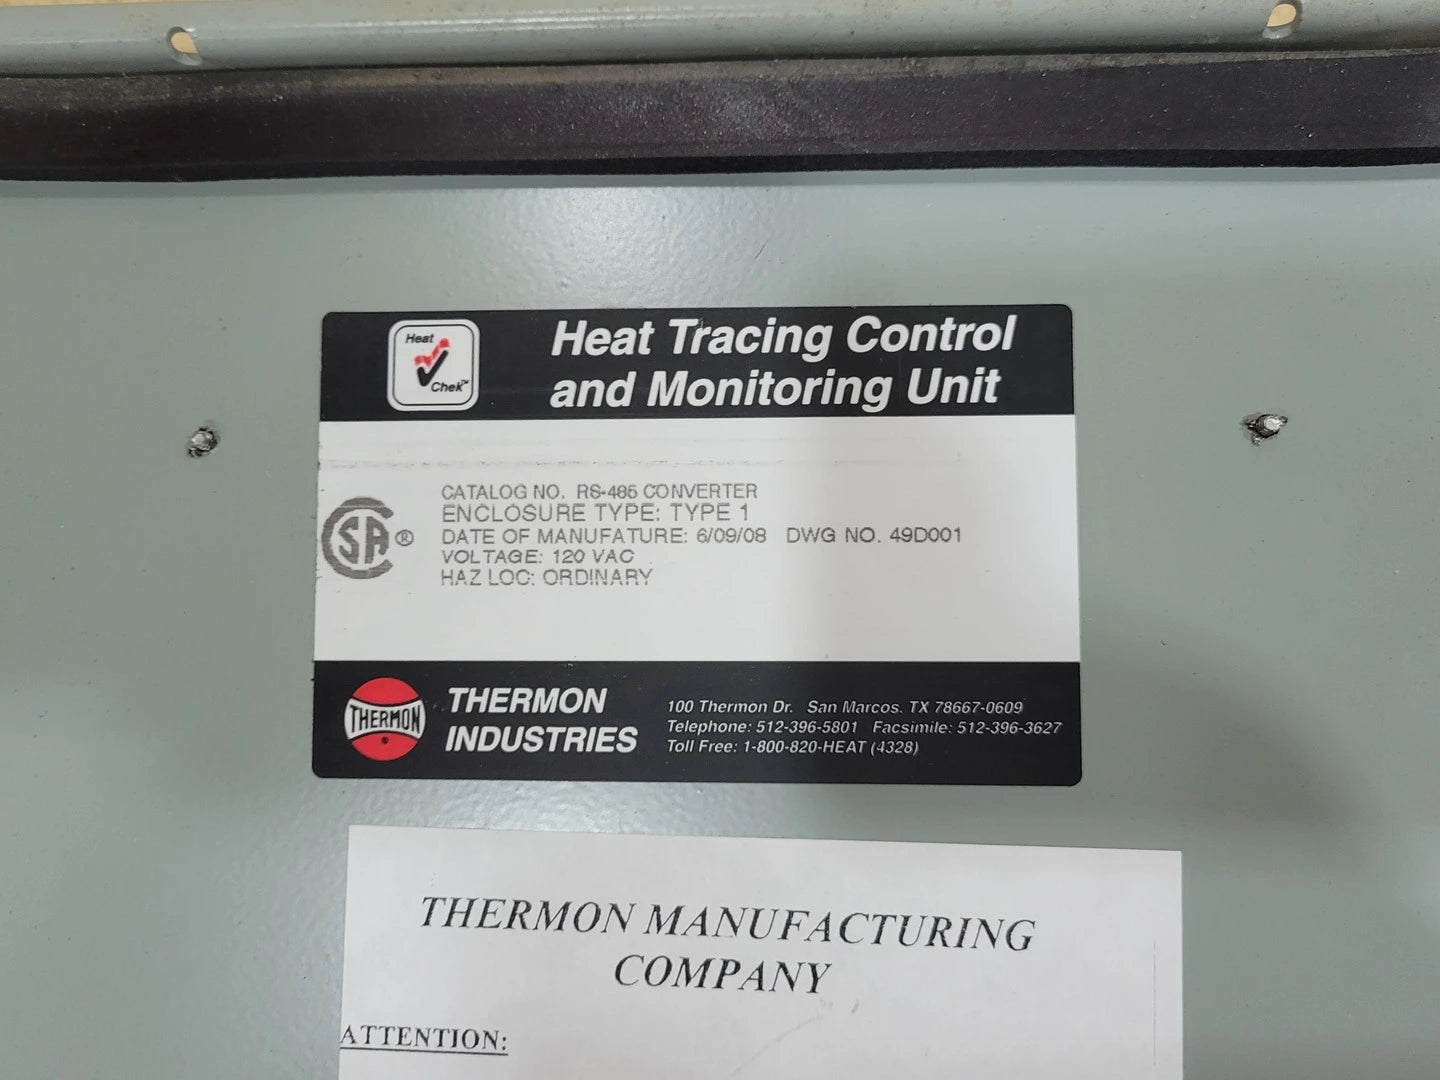 Heat
Chek™
Heat Tracing Control
and Monitoring Unit
CATALOG NO. RS-485 CONVERTER
ENCLOSURE TYPE: TYPE 1
DATE OF MANUFATURE: 6/09/08 DWG NO. 49D001
VOLTAGE: 120 VAC
HAZ LOC: ORDINARY
SA®
THERMON
®
THERMON
INDUSTRIES
100 Thermon Dr. San Marcos, TX 78667-0609
Telephone: 512-396-5801 Facsimile: 512-396-3627
Toll Free: 1-800-820-HEAT (4328)
THERMON MANUFACTURING
COMPANY
ATTENTION: